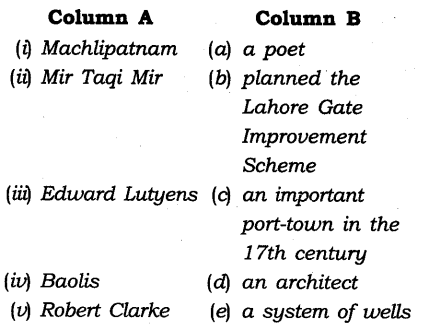 Column A Column B
(i) Machlipatnam (a) a poet
(ii) Mir Taqi Mir (b) planned the
Lahore Gate
Improvement
Scheme
(iii) Edward Lutyens (c) an important
port-town in the
17th century
(iv) Baolis (d) an architect
(v) Robert Clarke (e) a system of wells